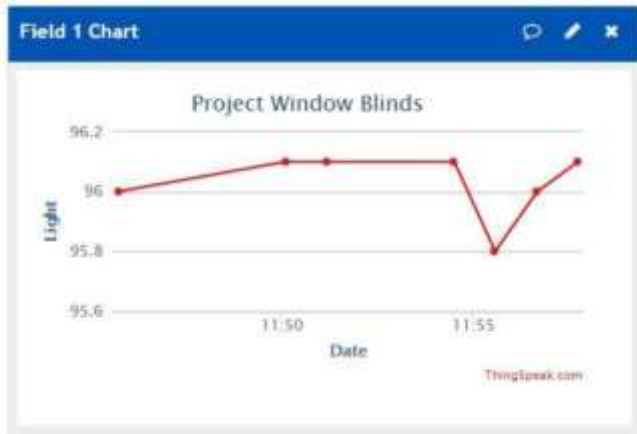 Field 1 Chart
Project Window Blinds
96.2
96
95.8
95.6
Light
11:50
11:55
Date
ThingSpeak.com